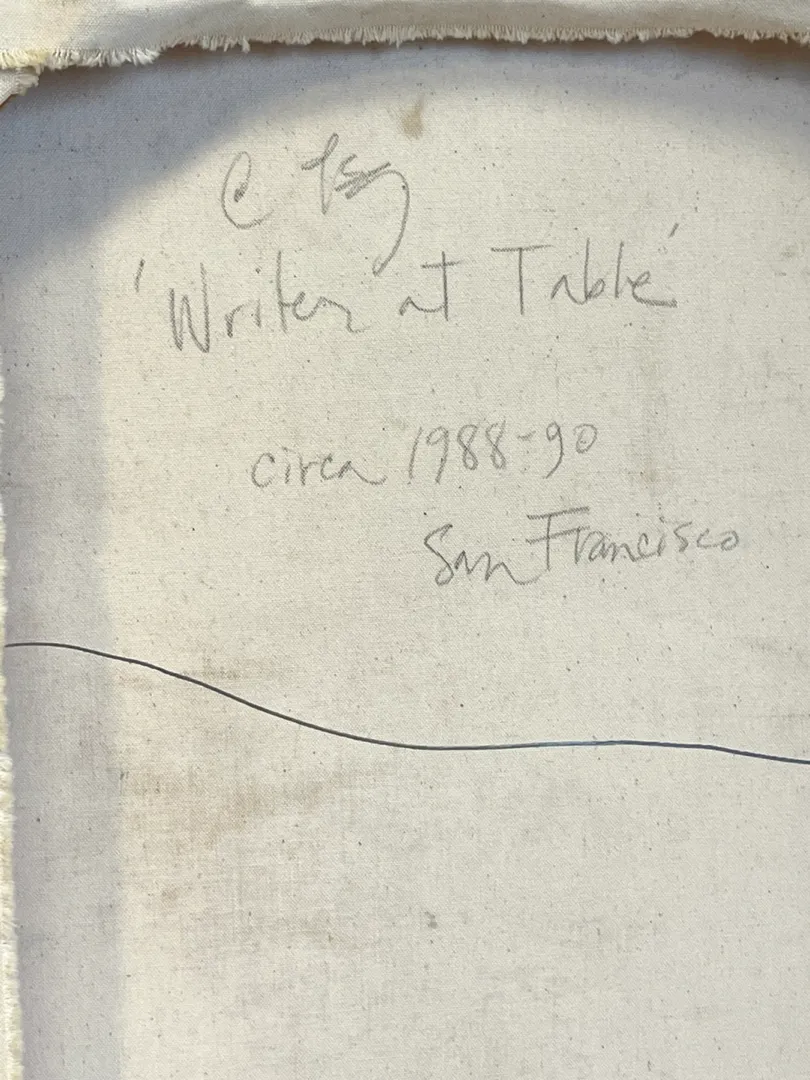 C
'Writer at Table'
circa 1988-90
San Francisco